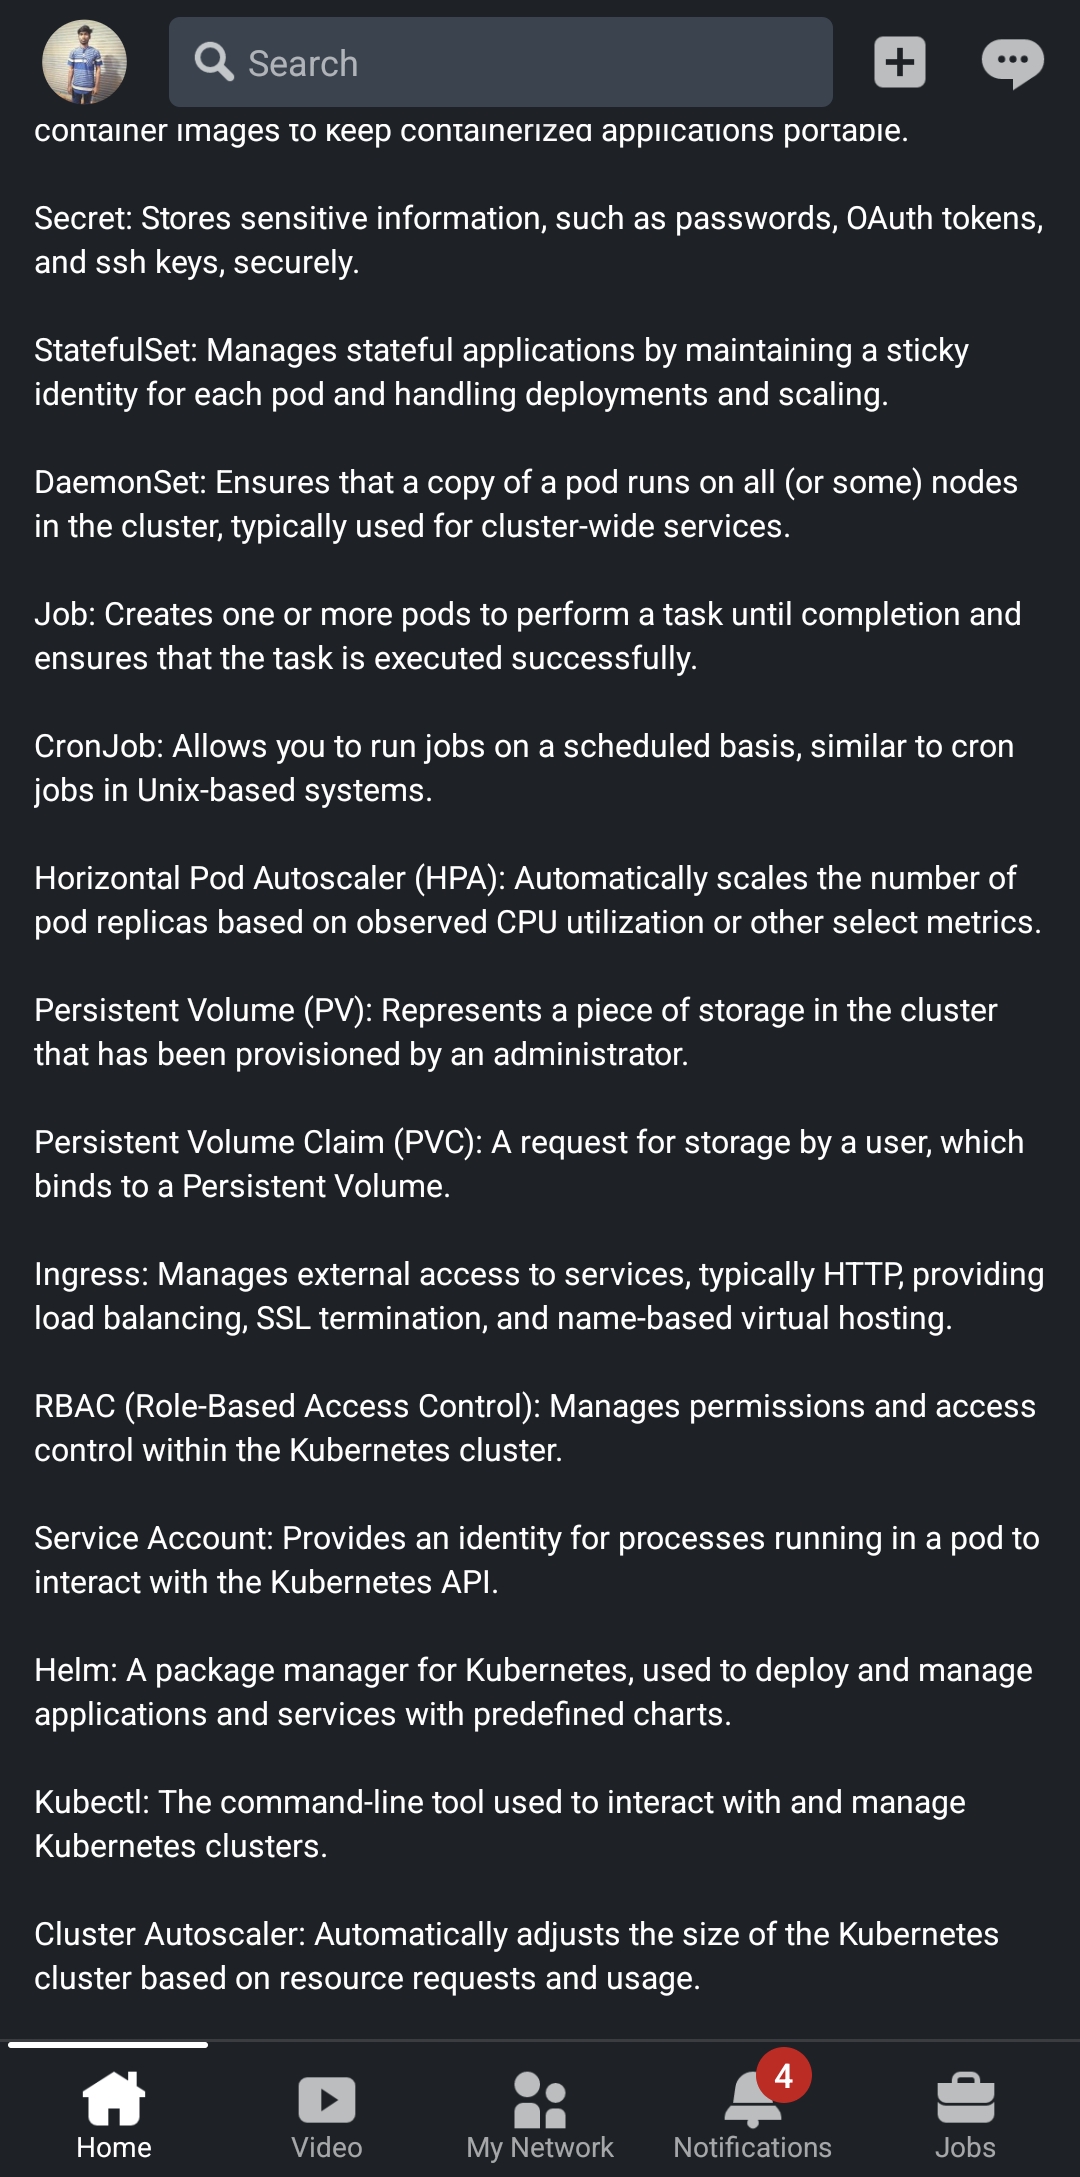 Search
container images to keep containerized applications portable.
Secret: Stores sensitive information, such as passwords, OAuth tokens,
and ssh keys, securely.
StatefulSet: Manages stateful applications by maintaining a sticky
identity for each pod and handling deployments and scaling.
DaemonSet: Ensures that a copy of a pod runs on all (or some) nodes
in the cluster, typically used for cluster-wide services.
Job: Creates one or more pods to perform a task until completion and
ensures that the task is executed successfully.
CronJob: Allows you to run jobs on a scheduled basis, similar to cron
jobs in Unix-based systems.
Horizontal Pod Autoscaler (HPA): Automatically scales the number of
pod replicas based on observed CPU utilization or other select metrics.
Persistent Volume (PV): Represents a piece of storage in the cluster
that has been provisioned by an administrator.
Persistent Volume Claim (PVC): A request for storage by a user, which
binds to a Persistent Volume.
Ingress: Manages external access to services, typically HTTP, providing
load balancing, SSL termination, and name-based virtual hosting.
RBAC (Role-Based Access Control): Manages permissions and access
control within the Kubernetes cluster.
Service Account: Provides an identity for processes running in a pod to
interact with the Kubernetes API.
Helm: A package manager for Kubernetes, used to deploy and manage
applications and services with predefined charts.
Kubectl: The command-line tool used to interact with and manage
Kubernetes clusters.
Cluster Autoscaler: Automatically adjusts the size of the Kubernetes
cluster based on resource requests and usage.
4
Home Video My Network Notifications Jobs